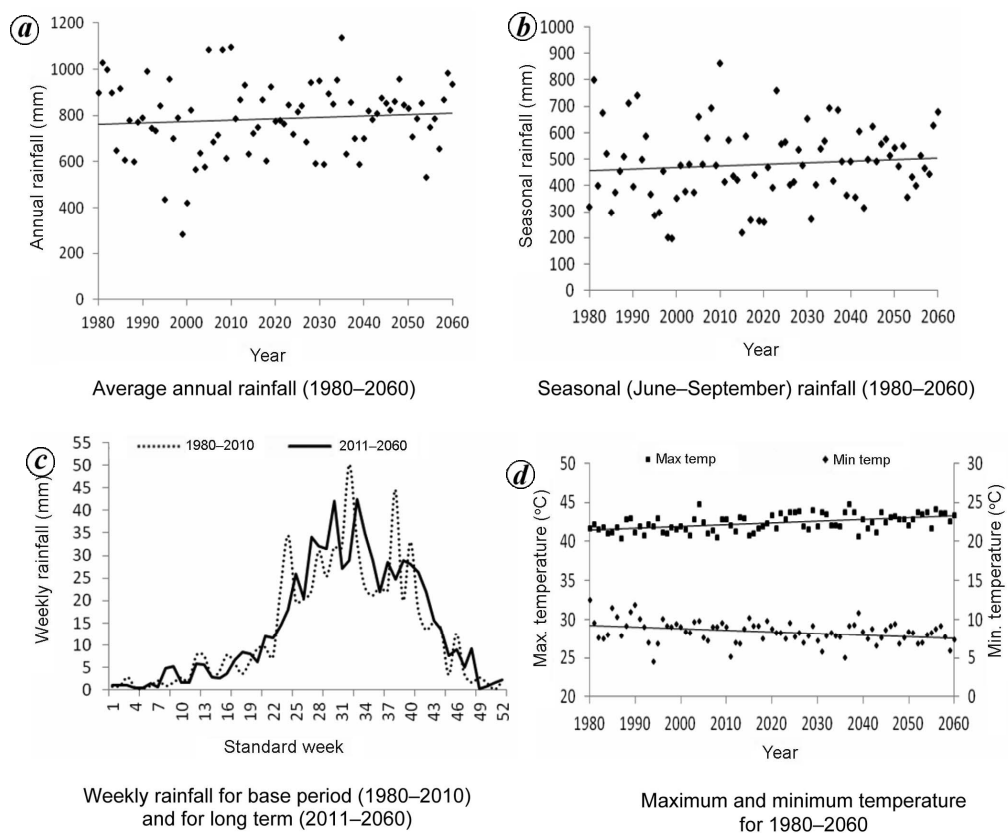 a
Annual rainfall (mm)
1200
1000
800
600
400
200
0
1980 1990 2000 2010 2020 2030 2040 2050 2060
Year
Average annual rainfall (1980–2060)
b
Seasonal rainfall (mm)
1000
900
800
700
600
500
400
300
200
100
0
1980 1990 2000 2010 2020 2030 2040 2050 2060
Year
Seasonal (June–September) rainfall (1980–2060)
c
1980–2010 2011–2060
Weekly rainfall (mm)
55
50
45
40
35
30
25
20
15
10
5
0
1 4 7 10 13 16 19 22 25 28 31 34 37 40 43 46 49 52
Standard week
Weekly rainfall for base period (1980–2010)
and for long term (2011–2060)
d
Max temp Min temp
Max. temperature (°C)
50
45
40
35
30
25
20
Min. temperature (°C)
30
25
20
15
10
5
0
1980 1990 2000 2010 2020 2030 2040 2050 2060
Year
Maximum and minimum temperature
for 1980–2060